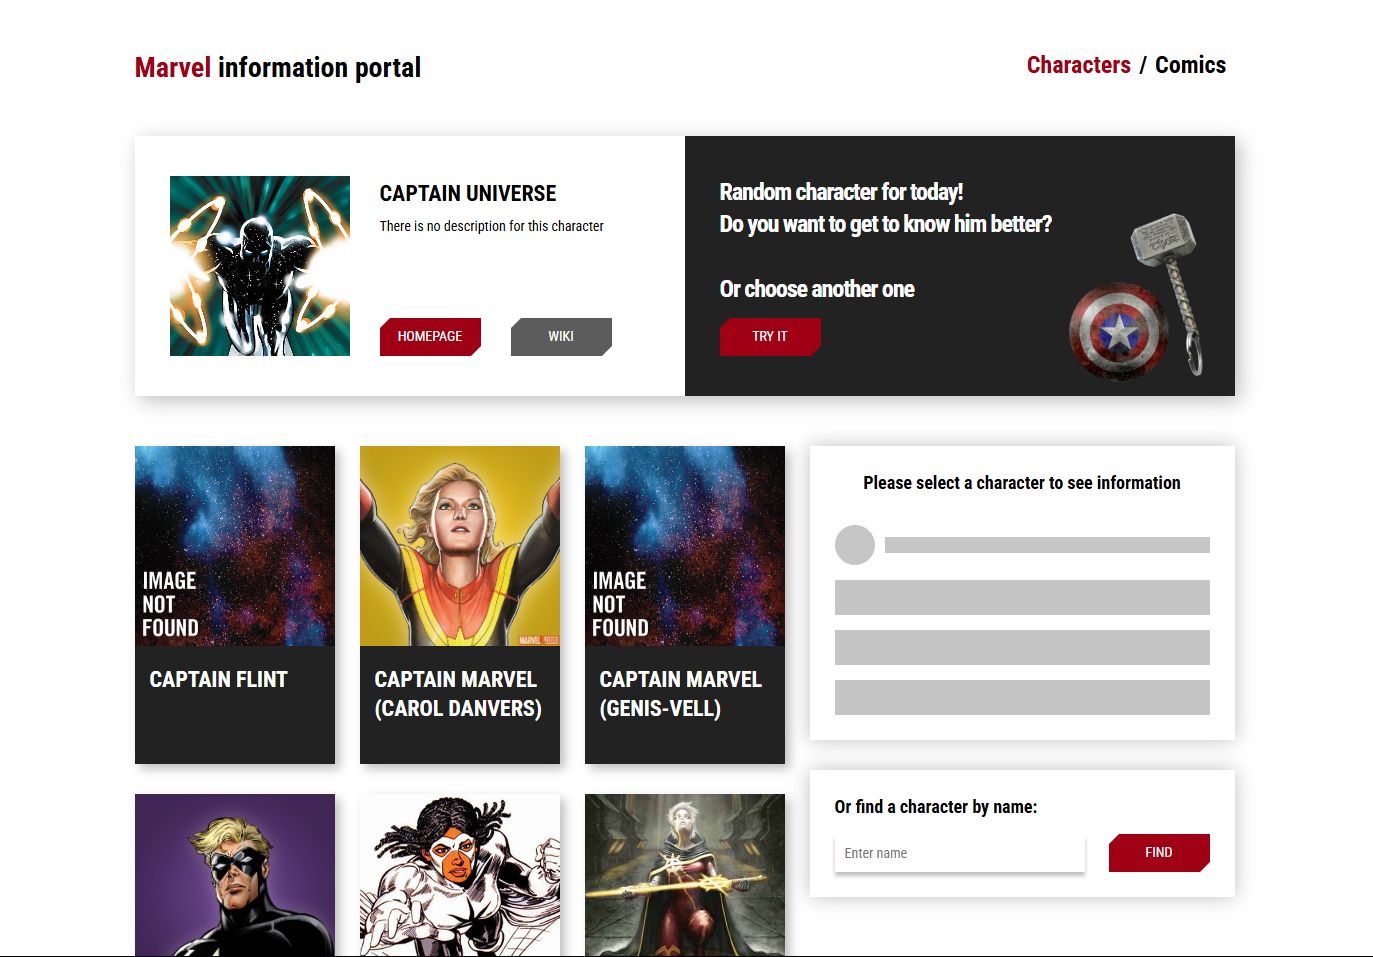 Marvel information portal
Characters / Comics
CAPTAIN UNIVERSE
There is no description for this character
HOMEPAGE
WIKI
Random character for today!
Do you want to get to know him better?
Or choose another one
TRY IT
IMAGE
NOT
FOUND
CAPTAIN FLINT
MARVEL
CAPTAIN MARVEL
(CAROL DANVERS)
IMAGE
NOT
FOUND
CAPTAIN MARVEL
(GENIS-VELL)
Please select a character to see information
Or find a character by name:
Enter name
FIND